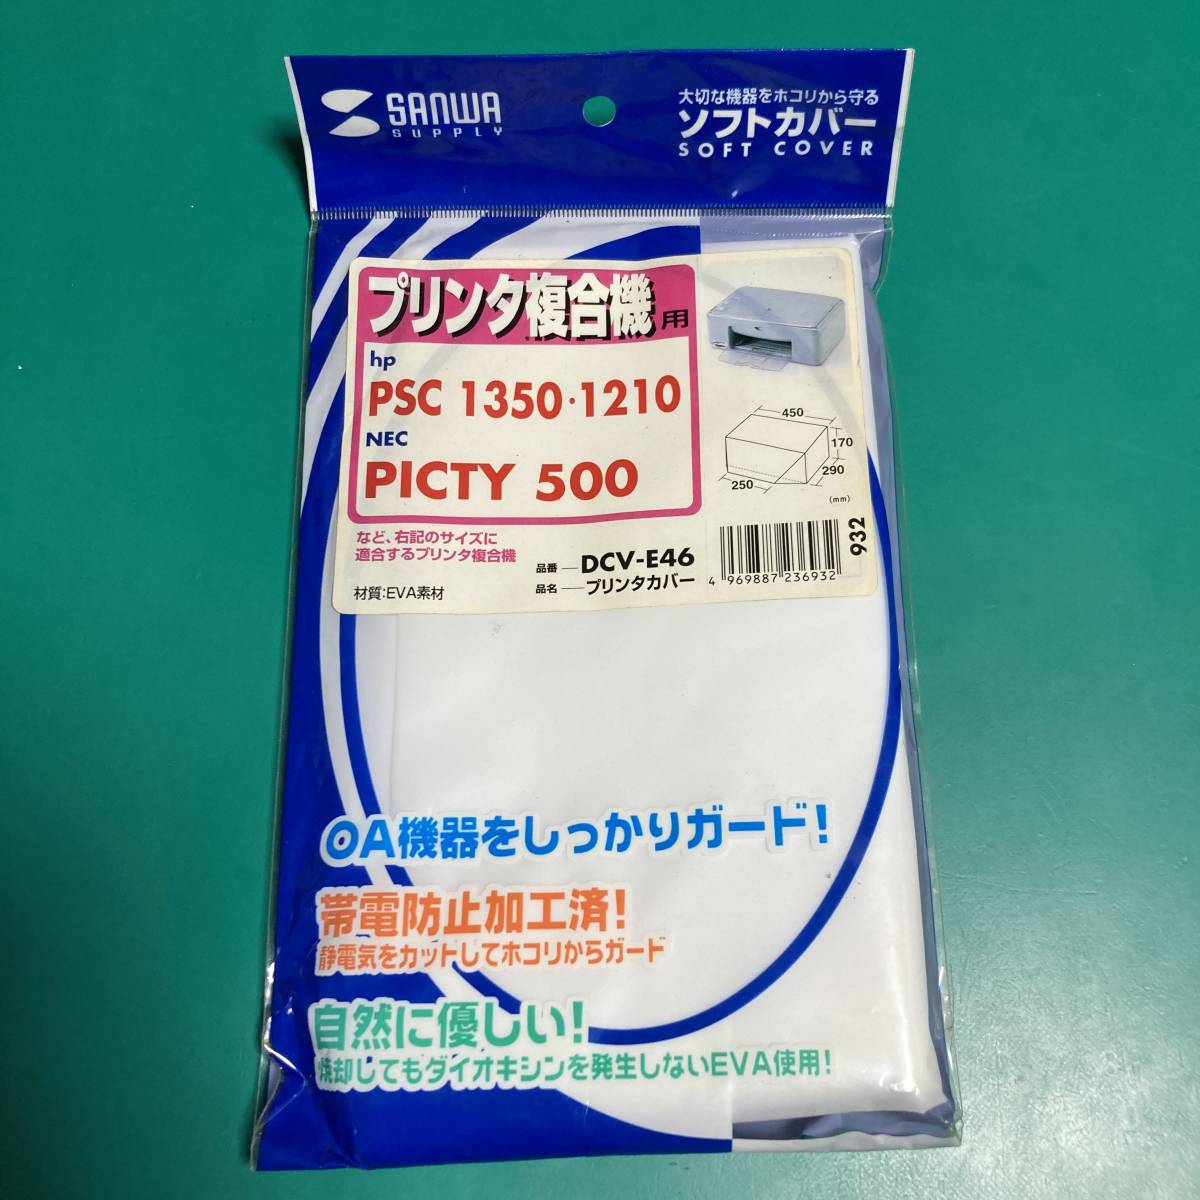 SANWA
SUPPLY
大切な機器をホコリから守る
ソフトカバー
SOFT COVER
プリンタ複合機用
hp
PSC 1350・1210
NEC
PICTY 500
450
170
290
250
(mm)
など、右記のサイズに
適合するプリンタ複合機
材質:EVA素材
品番 — DCV-E46
品名 — プリンタカバー
4 969887 236932
932
OA機器をしっかりガード!
帯電防止加工済!
静電気をカットしてホコリからガード
自然に優しい!
焼却してもダイオキシンを発生しないEVA使用!